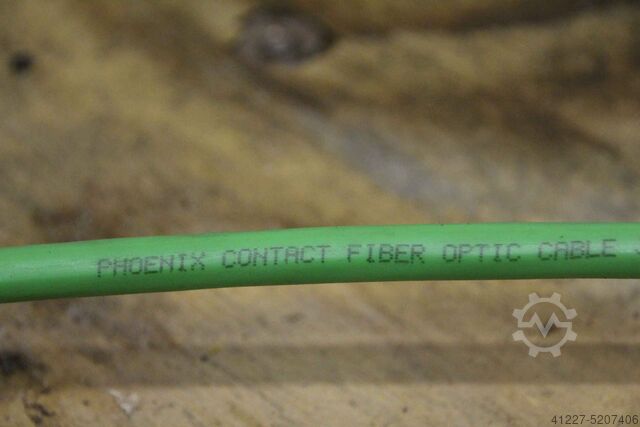 PHOENIX CONTACT FIBER OPTIC CABLE
41227-5207406